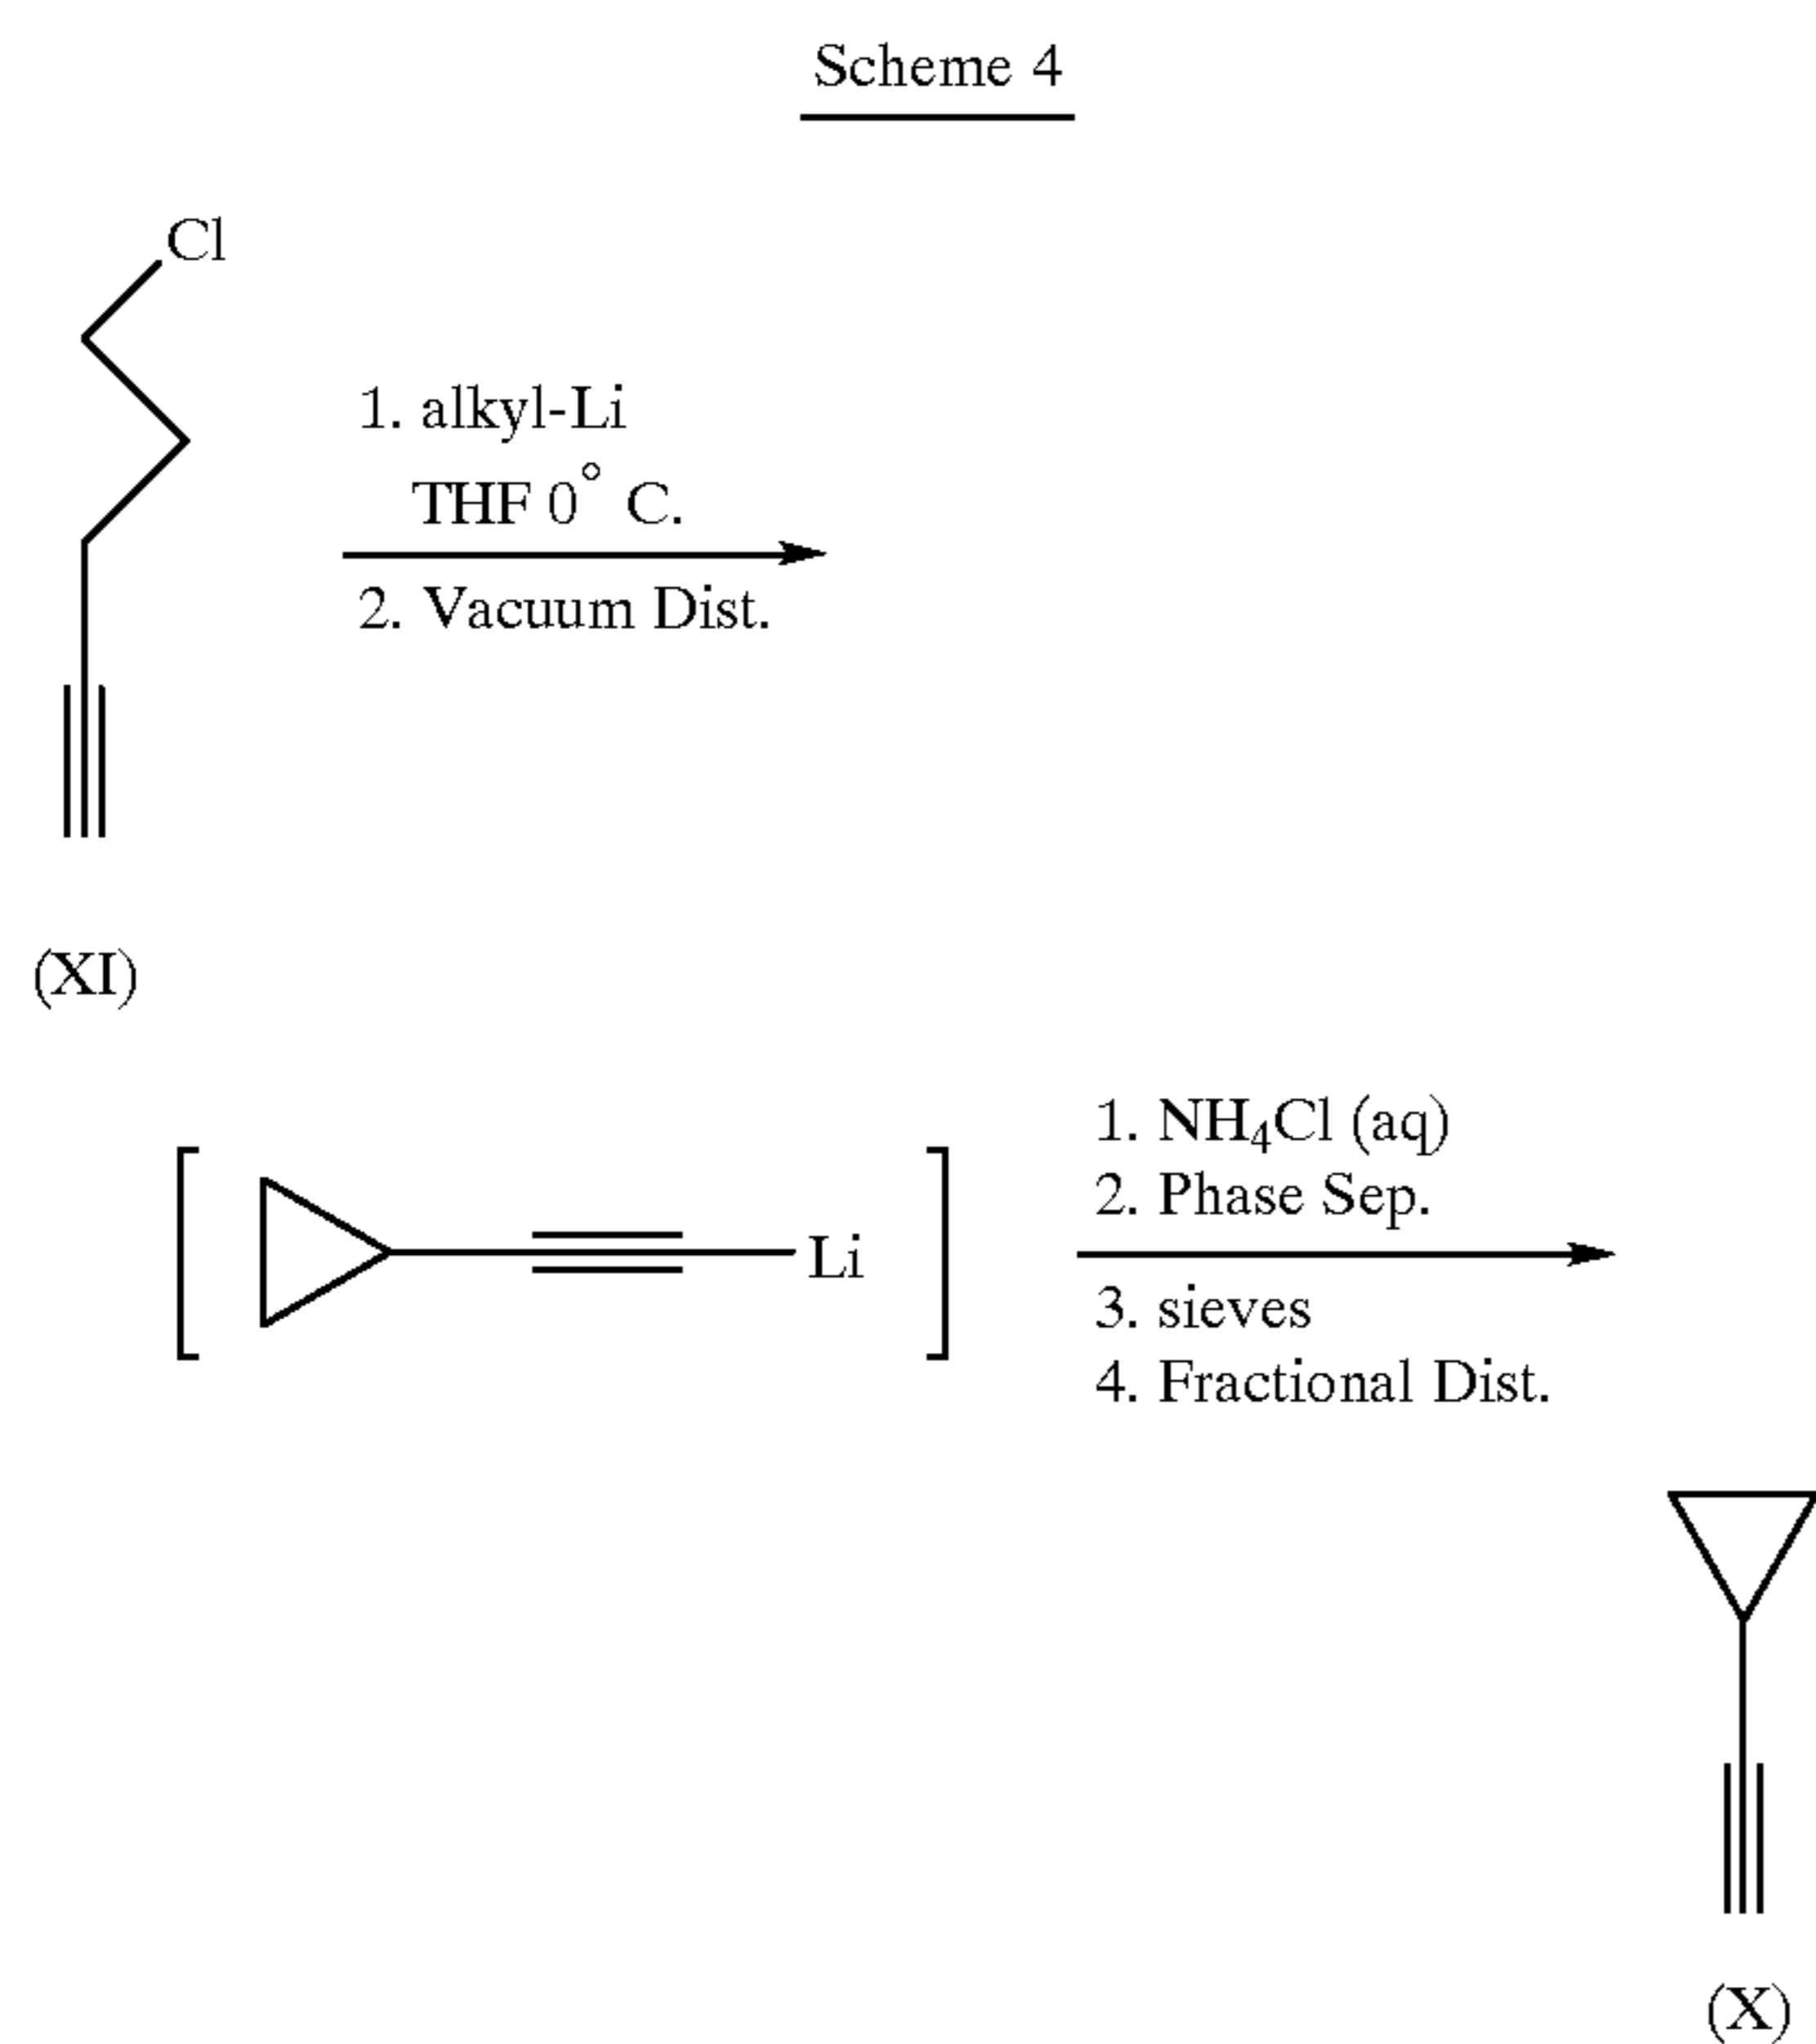 Scheme 4
Cl
1. alkyl-Li
THF 0° C.
2. Vacuum Dist.
(XI)
Li
1. NH₄Cl (aq)
2. Phase Sep.
3. sieves
4. Fractional Dist.
(X)